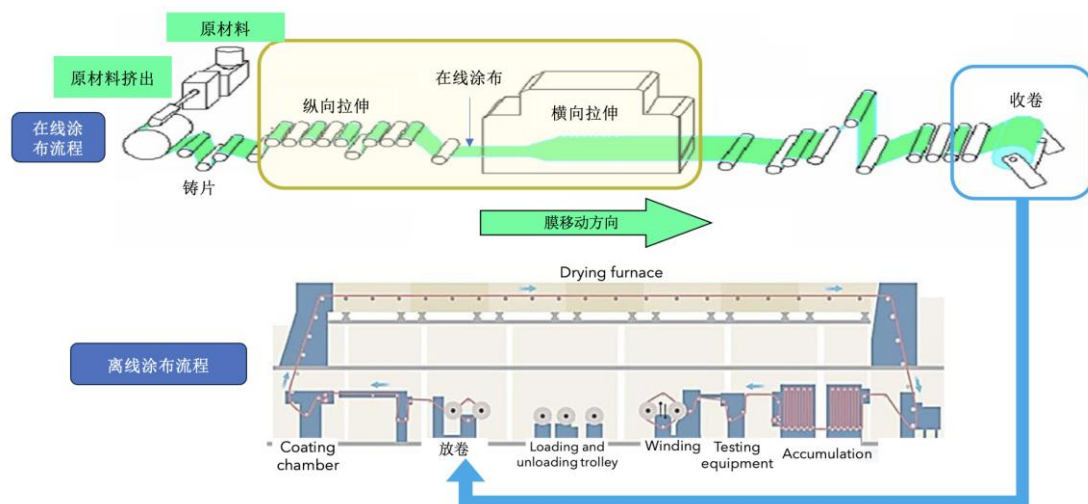 原材料
原材料挤出
在线涂
布流程
铸片
纵向拉伸
在线涂布
横向拉伸
收卷
膜移动方向
Drying furnace
离线涂布流程
Coating
chamber
放卷
Loading and
unloading trolley
Winding
Testing
equipment
Accumulation